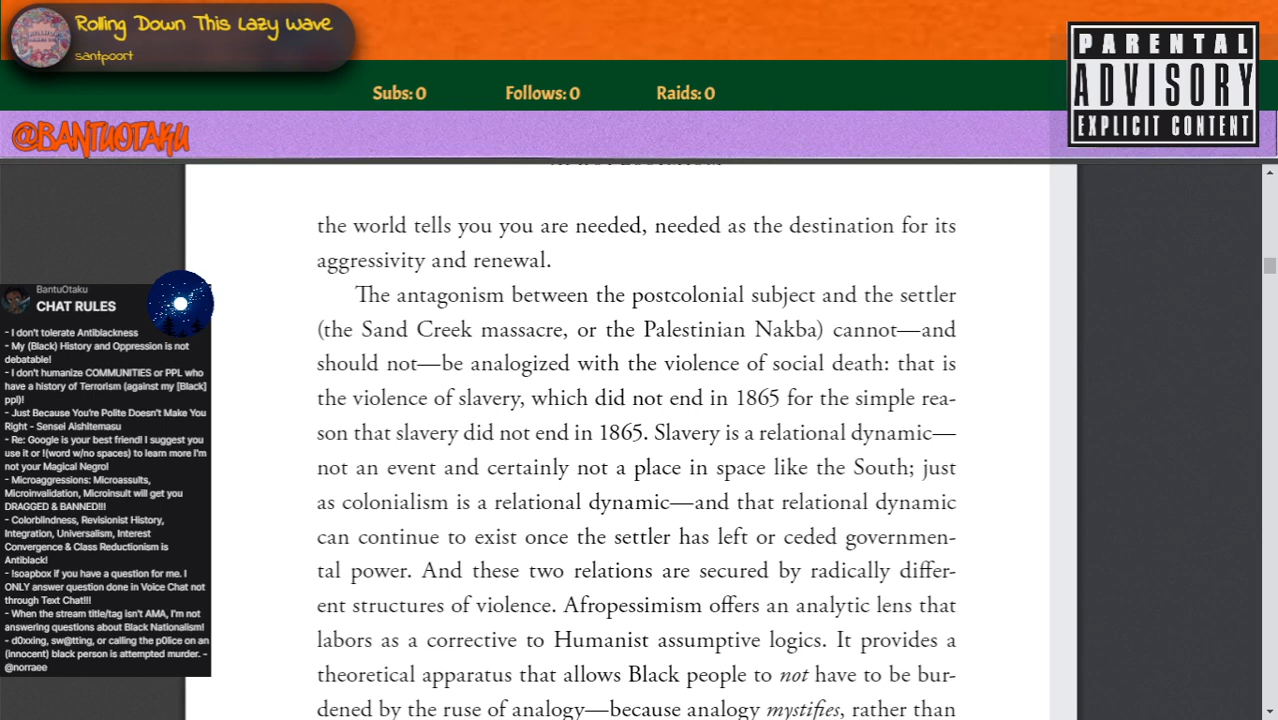 Rolling Down This Lazy Wave
santpoort
PARENTAL
ADVISORY
EXPLICIT CONTENT
Subs: 0 Follows: 0 Raids: 0
@BANTUOTAKU
the world tells you you are needed, needed as the destination for its
aggressivity and renewal.
The antagonism between the postcolonial subject and the settler
(the Sand Creek massacre, or the Palestinian Nakba) cannot—and
should not—be analogized with the violence of social death: that is
the violence of slavery, which did not end in 1865 for the simple rea-
son that slavery did not end in 1865. Slavery is a relational dynamic—
not an event and certainly not a place in space like the South; just
as colonialism is a relational dynamic—and that relational dynamic
can continue to exist once the settler has left or ceded governmen-
tal power. And these two relations are secured by radically differ-
ent structures of violence. Afropessimism offers an analytic lens that
labors as a corrective to Humanist assumptive logics. It provides a
theoretical apparatus that allows Black people to not have to be bur-
dened by the ruse of analogy—because analogy mystifies, rather than
BantuOtaku
CHAT RULES
- I don't tolerate Antiblackness
- My (Black) History and Oppression is not
debatable!
- I don't humanize COMMUNITIES or PPL who
have a history of Terrorism (against my [Black]
ppl)!
- Just Because You're Polite Doesn't Make You
Right - Sensei Aishitemasu
- Re: Google is your best friend! I suggest you
use it or !(word w/no spaces) to learn more I'm
not your Magical Negro!
- Microaggressions: Microassults,
Microinvalidation, Microinsult will get you
DRAGGED & BANNED!!!
- Colorblindness, Revisionist History,
Integration, Universalism, Interest
Convergence & Class Reductionism is
Antiblack!
- !soapbox if you have a question for me. I
ONLY answer question done in Voice Chat not
through Text Chat!!!
- When the stream title/tag isn't AMA, I'm not
answering questions about Black Nationalism!
- d0xxing, sw@tting, or calling the p0lice on an
(innocent) black person is attempted murder. -
@norraee